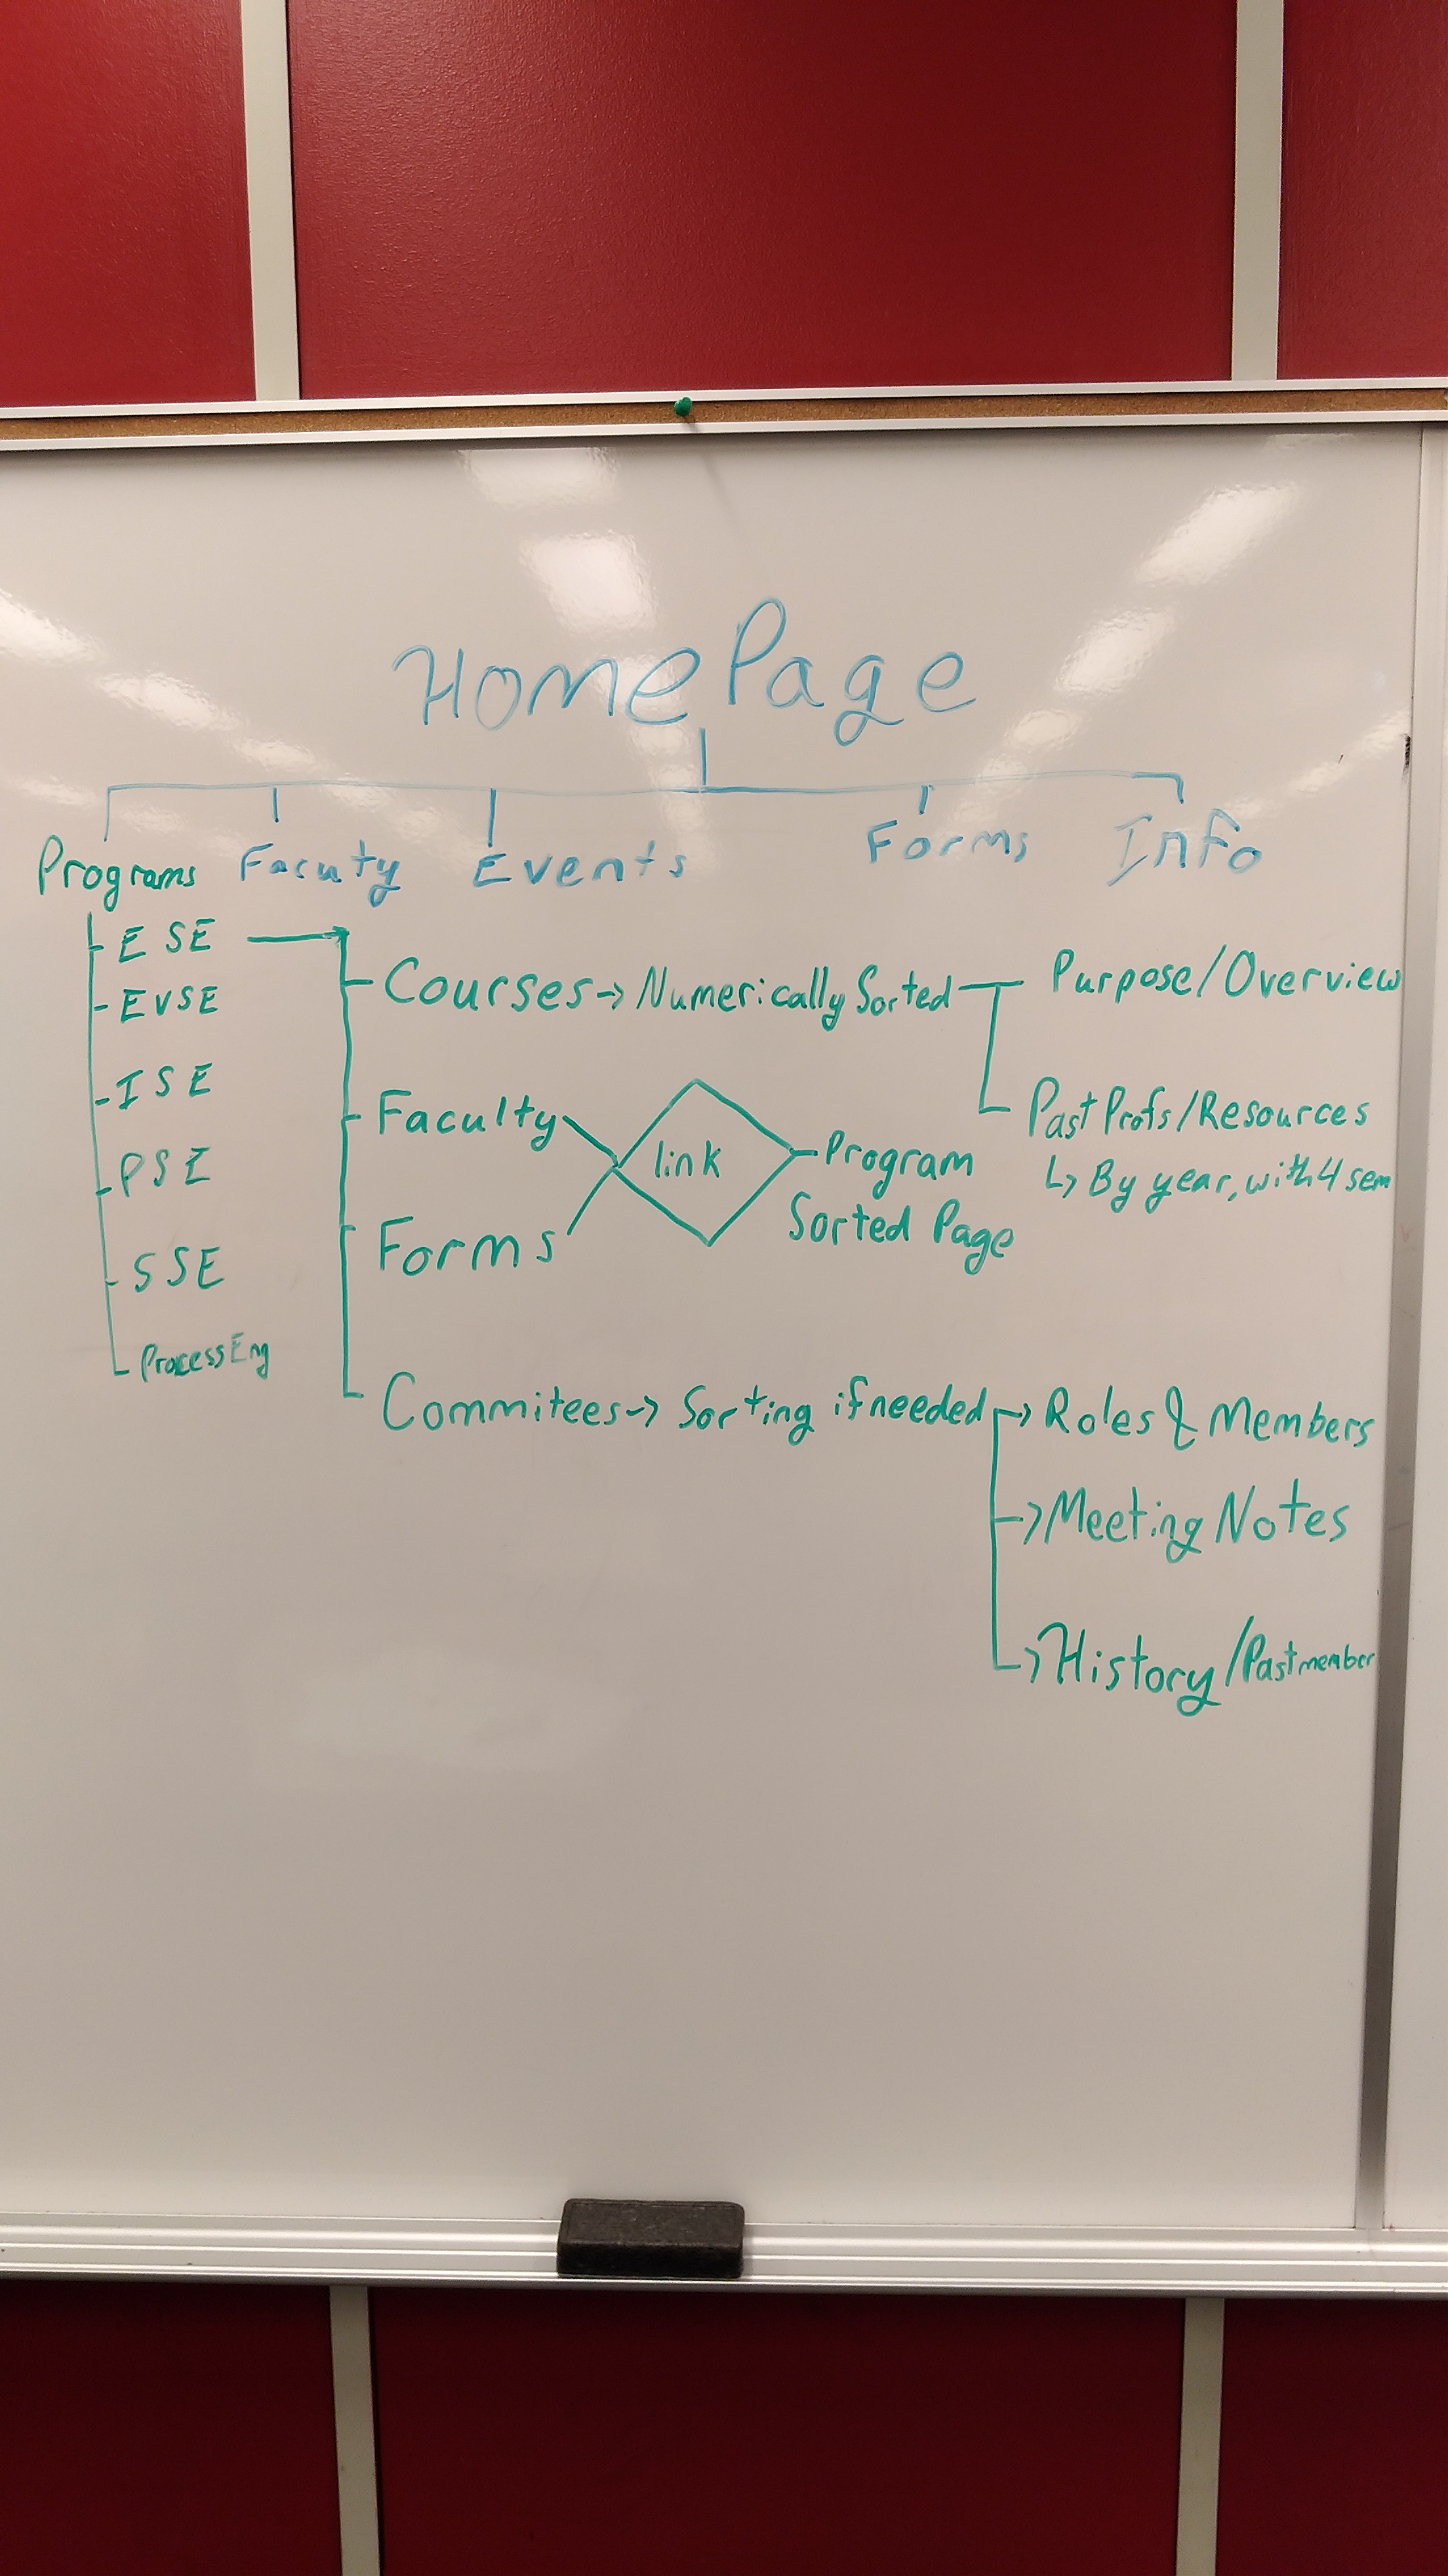 HomePage
Programs Facuty Events Forms Info
ESE
EVSE
ISE
PSE
SSE
Process Eng
Courses → Numerically Sorted
Purpose/Overview
Past Profs/Resources
↳ By year, with 4 sem
Faculty
Forms
link
Program
Sorted Page
Commitees → Sorting if needed
→ Roles & Members
→ Meeting Notes
→ History/Past member